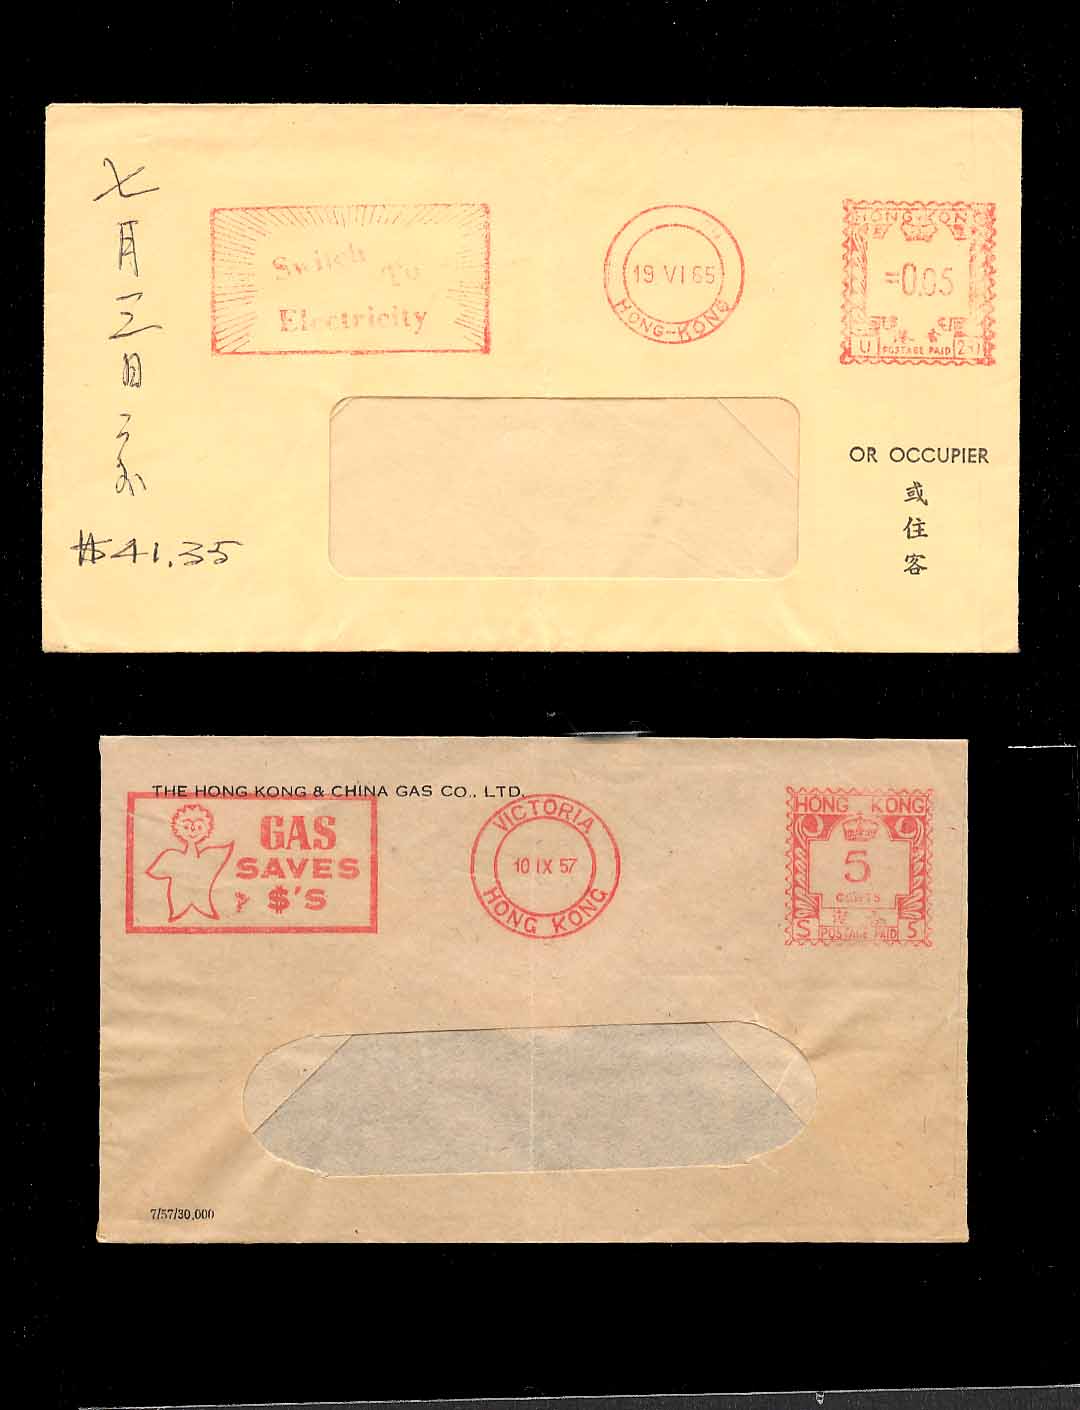 七
月
三
日
$41.35
Switch To
Electricity
19 VI 65
HONG-KONG
HONG-KONG
=0.05
U POSTAGE PAID
OR OCCUPIER
或
住
客
THE HONG KONG & CHINA GAS CO., LTD.
GAS
SAVES
$'S
VICTORIA
10 IX 57
HONG KONG
HONG KONG
5
CENTS
S POSTAGE PAID 5
7/57/30,000